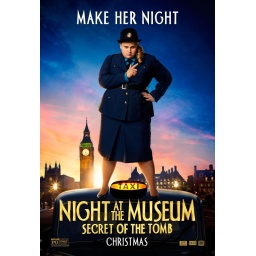 MAKE HER NIGHT
TAXI
NIGHT AT THE MUSEUM
SECRET OF THE TOMB
CHRISTMAS